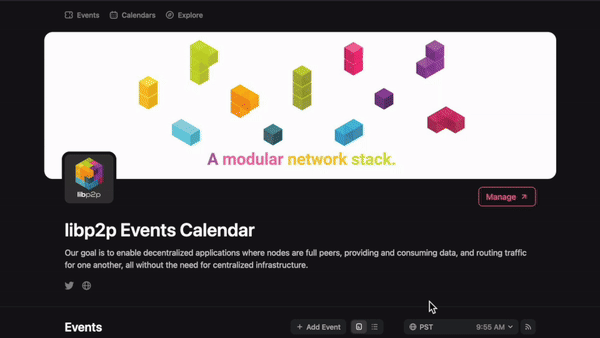 Events Calendars Explore
A modular network stack.
libp2p
Manage
libp2p Events Calendar
Our goal is to enable decentralized applications where nodes are full peers, providing and consuming data, and routing traffic
for one another, all without the need for centralized infrastructure.
Events
+ Add Event
PST 9:55 AM